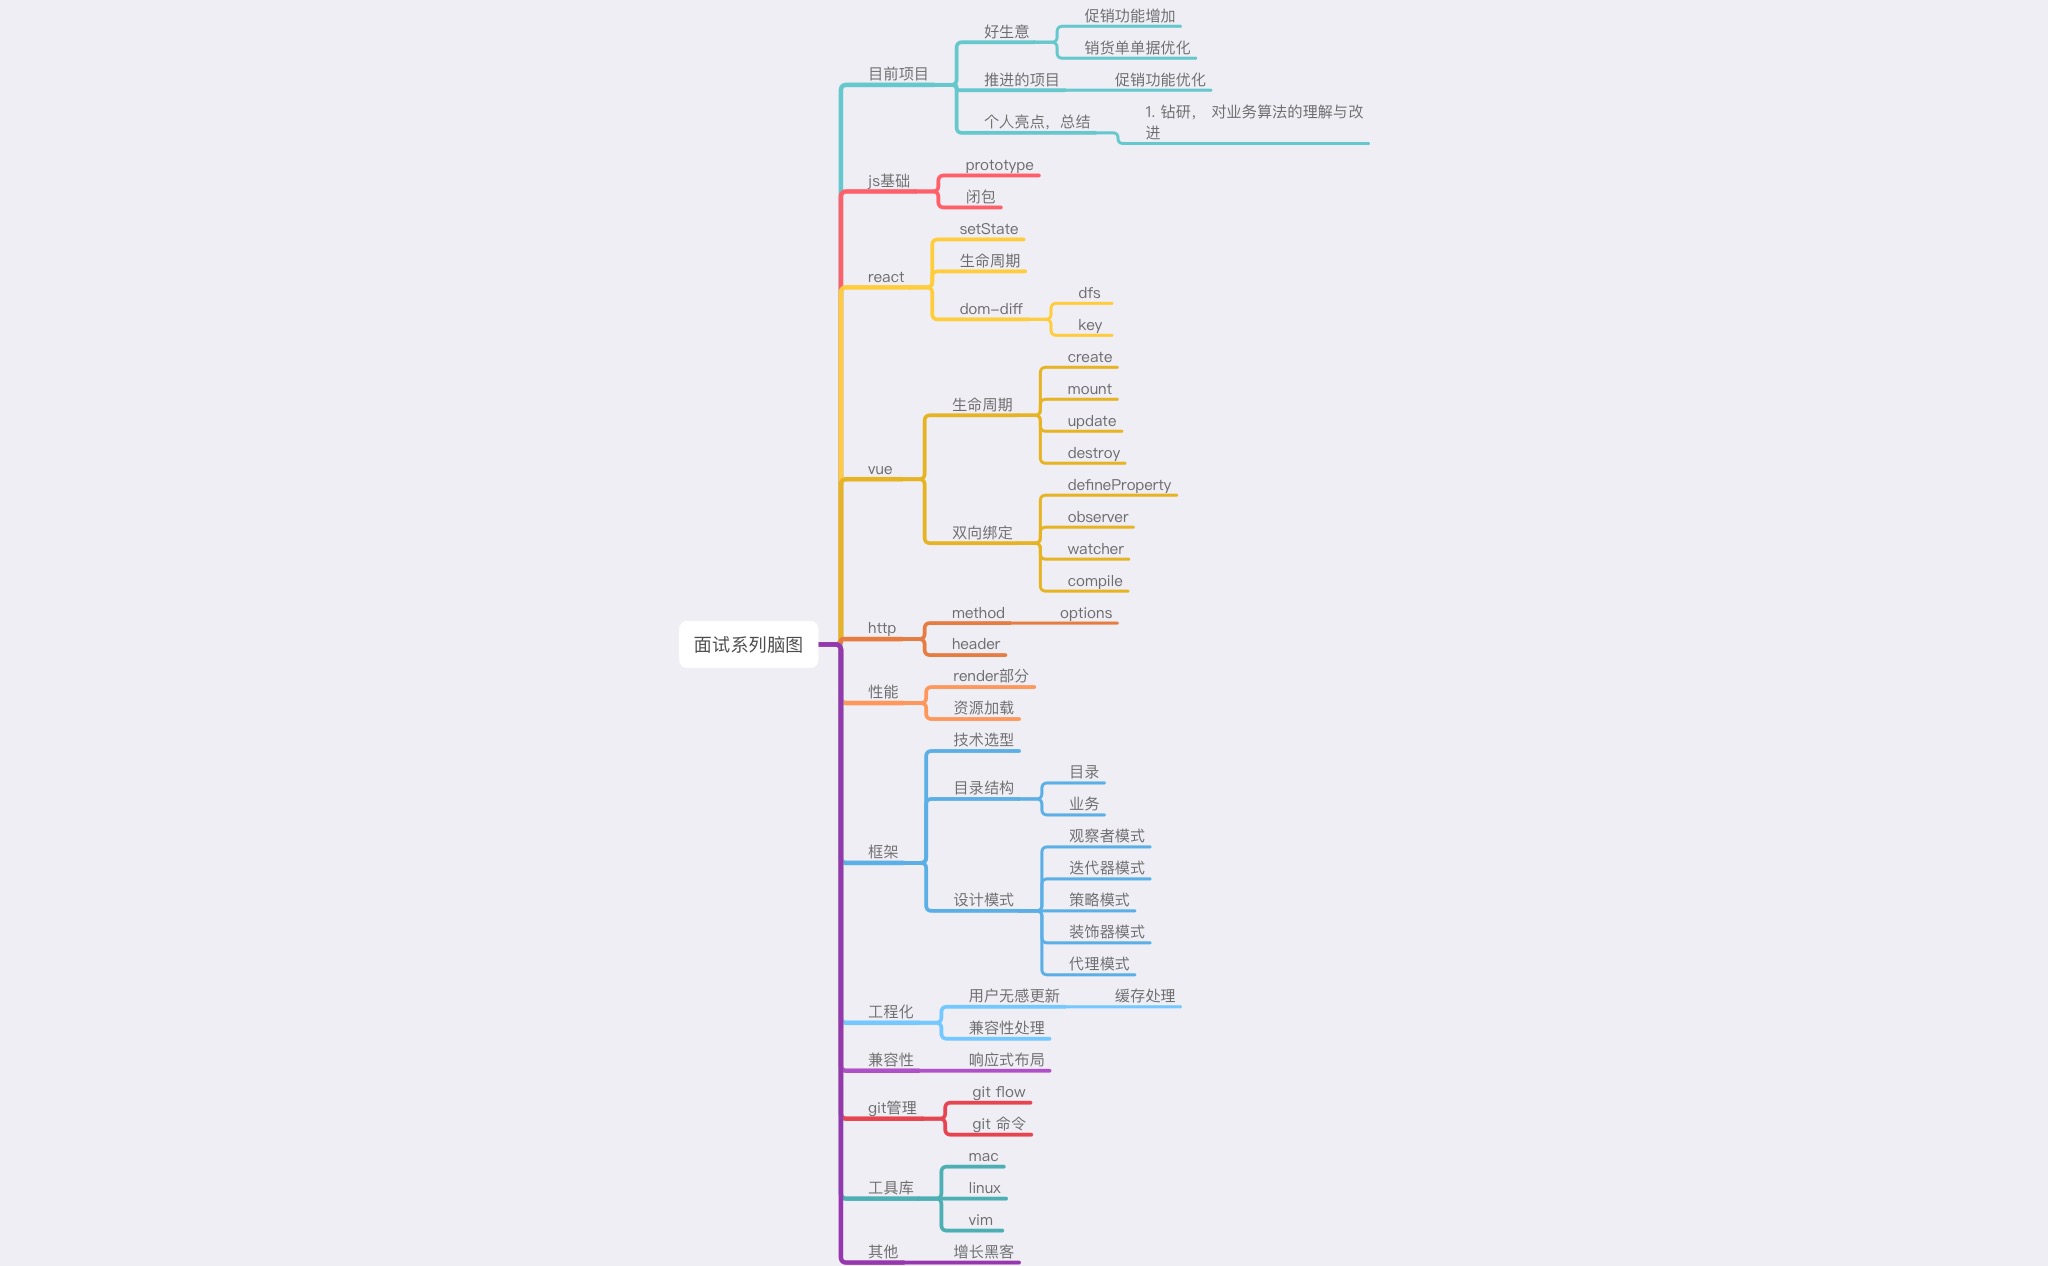 促销功能增加
好生意
销货单单据优化
目前项目
推进的项目
促销功能优化
个人亮点，总结
1. 钻研， 对业务算法的理解与改
进
js基础
prototype
闭包
react
setState
生命周期
dom-diff
dfs
key
vue
生命周期
create
mount
update
destroy
双向绑定
defineProperty
observer
watcher
compile
面试系列脑图
http
method
options
header
性能
render部分
资源加载
框架
技术选型
目录结构
目录
业务
设计模式
观察者模式
迭代器模式
策略模式
装饰器模式
代理模式
工程化
用户无感更新
缓存处理
兼容性处理
兼容性
响应式布局
git管理
git flow
git 命令
工具库
mac
linux
vim
其他
增长黑客